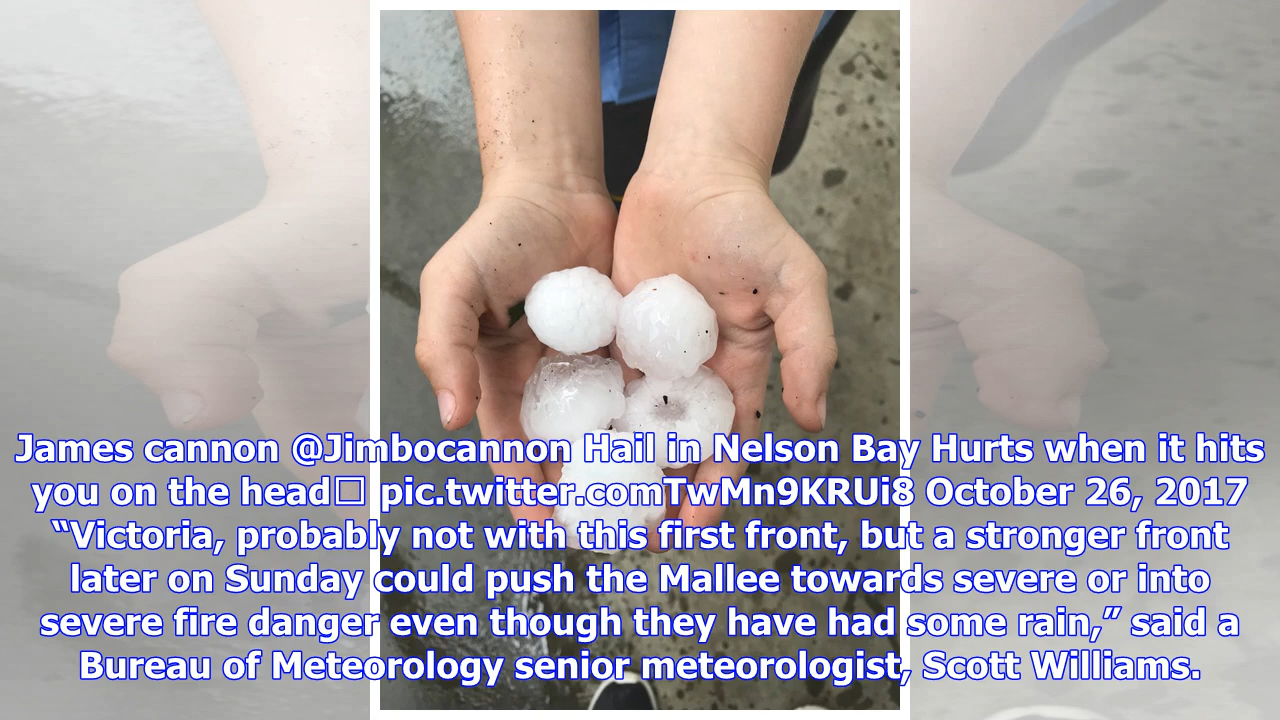 James cannon @Jimbocannon Hail in Nelson Bay Hurts when it hits
you on the head□ pic.twitter.comTwMn9KRUi8 October 26, 2017
“Victoria, probably not with this first front, but a stronger front
later on Sunday could push the Mallee towards severe or into
severe fire danger even though they have had some rain,” said a
Bureau of Meteorology senior meteorologist, Scott Williams.